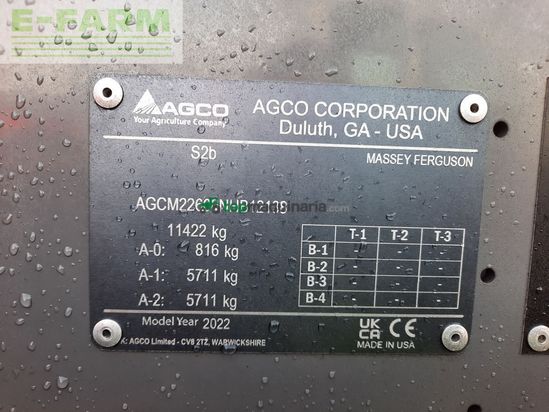 E-FARM
AGCO
Your Agriculture Company
AGCO CORPORATION
Duluth, GA - USA
S2b
MASSEY FERGUSON
11422 kg
A-0: 816 kg
A-1: 5711 kg
A-2: 5711 kg
T-1 T-2 T-3
B-1 - - -
B-2 - - -
B-3 - - -
B-4 - - -
Model Year 2022
UK CA CE
MADE IN USA
AGCO Limited - CV8 2TZ, WARWICKSHIRE